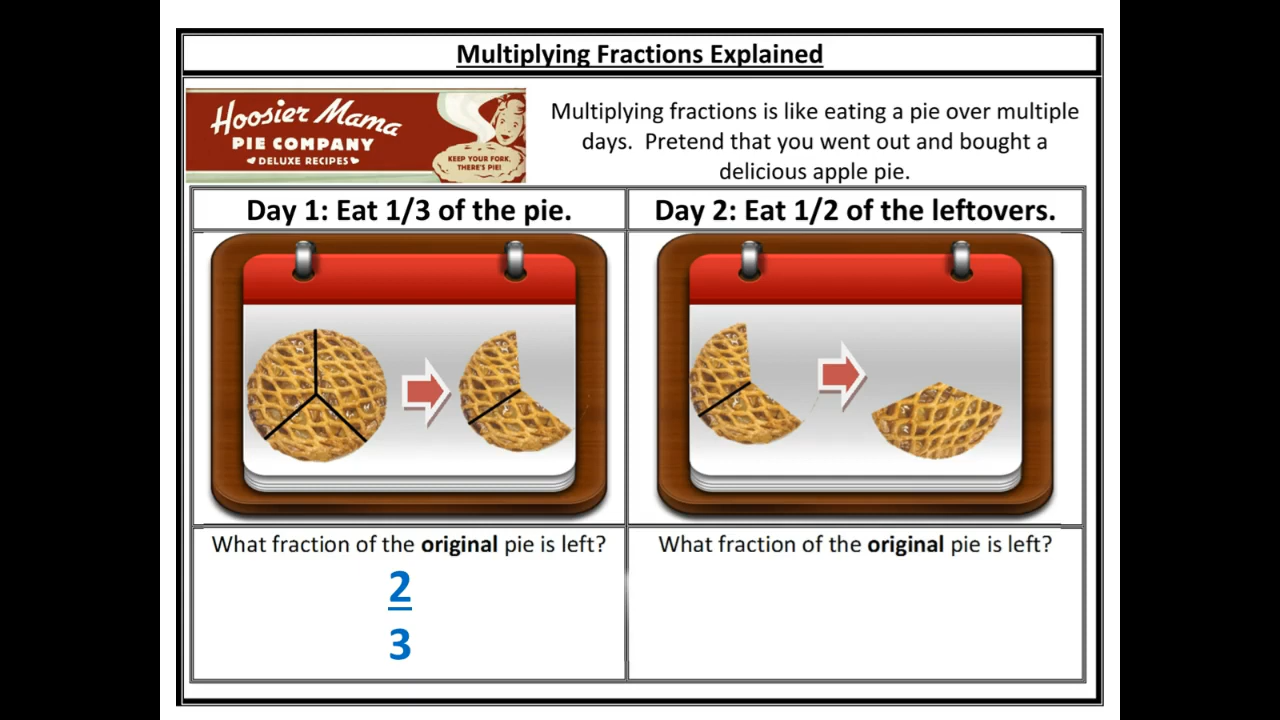 Multiplying Fractions Explained
Hoosier Mama
PIE COMPANY
DELUXE RECIPES
KEEP YOUR FORK,
THERE'S PIE!
Multiplying fractions is like eating a pie over multiple
days. Pretend that you went out and bought a
delicious apple pie.
Day 1: Eat 1/3 of the pie.
Day 2: Eat 1/2 of the leftovers.
What fraction of the original pie is left?
2
3
What fraction of the original pie is left?